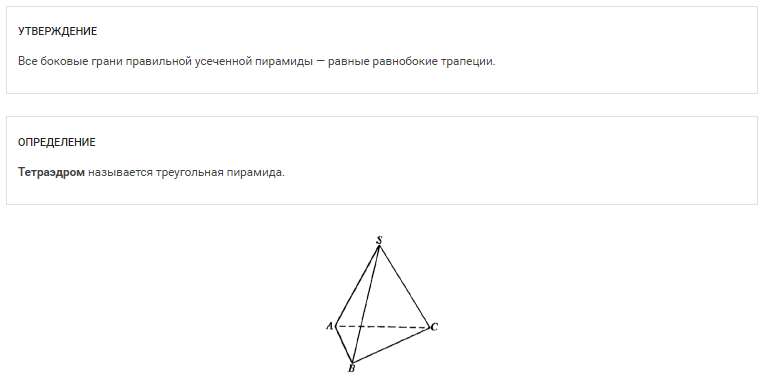 УТВЕРЖДЕНИЕ
Все боковые грани правильной усеченной пирамиды — равные равнобокие трапеции.
ОПРЕДЕЛЕНИЕ
Тетраэдром называется треугольная пирамида.
S
A
C
B